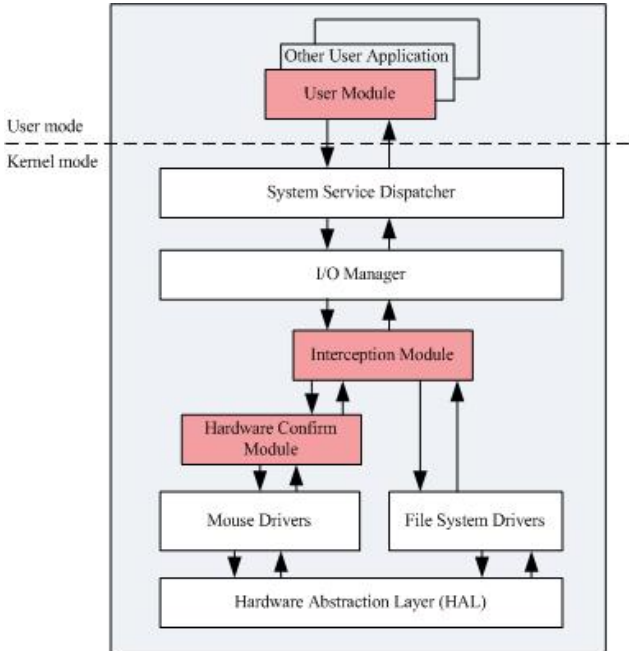 Other User Application
User Module
User mode
Kernel mode
System Service Dispatcher
I/O Manager
Interception Module
Hardware Confirm
Module
Mouse Drivers
File System Drivers
Hardware Abstraction Layer (HAL)